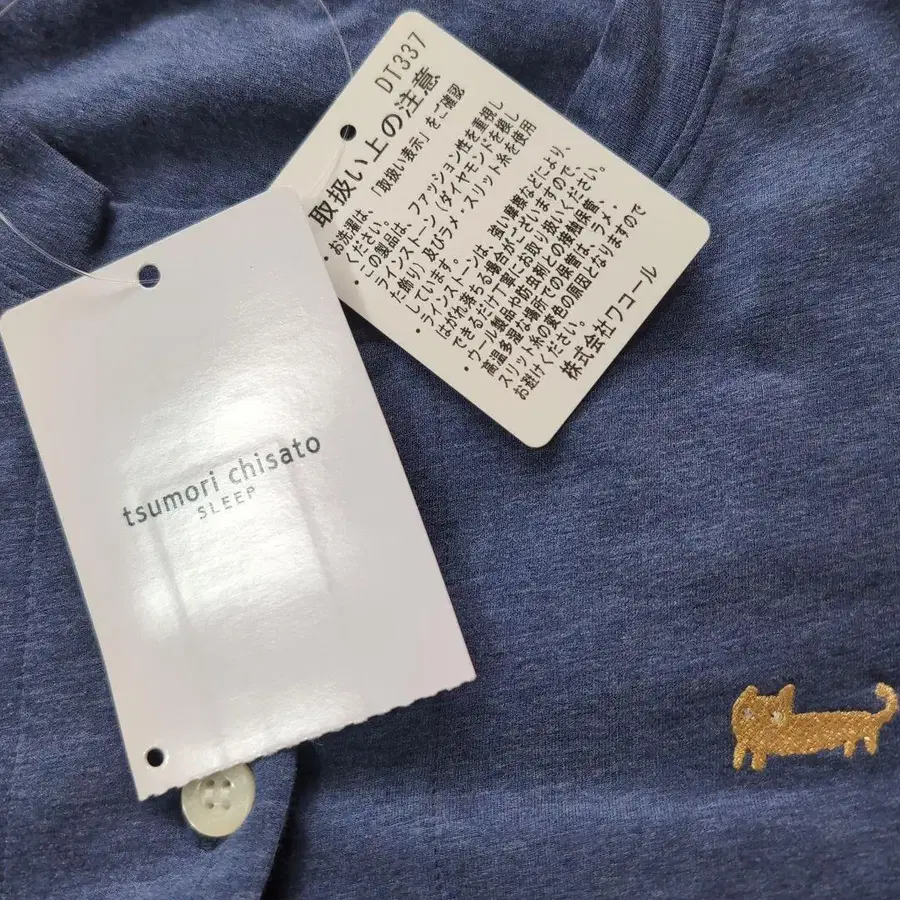 tsumori chisato
SLEEP
DT337
取扱い上の注意
・お洗濯は、「取扱い表示」をご確認
ください。
・この製品は、ファッション性を重視し
ラインストーン(ダイヤモンドを模し
た飾り)及びラメ・スリット糸を使用
しています。
・ラインストーンは、強い摩擦などにより、
はがれ落ちる場合がございますので、
できるだけ丁寧にお取り扱いください。
・ウール製品や防虫剤との接触保管、
高温多湿な場所での保管は、ラメ、
スリット糸の変色の原因となりますので
お避けください。
株式会社ワコール